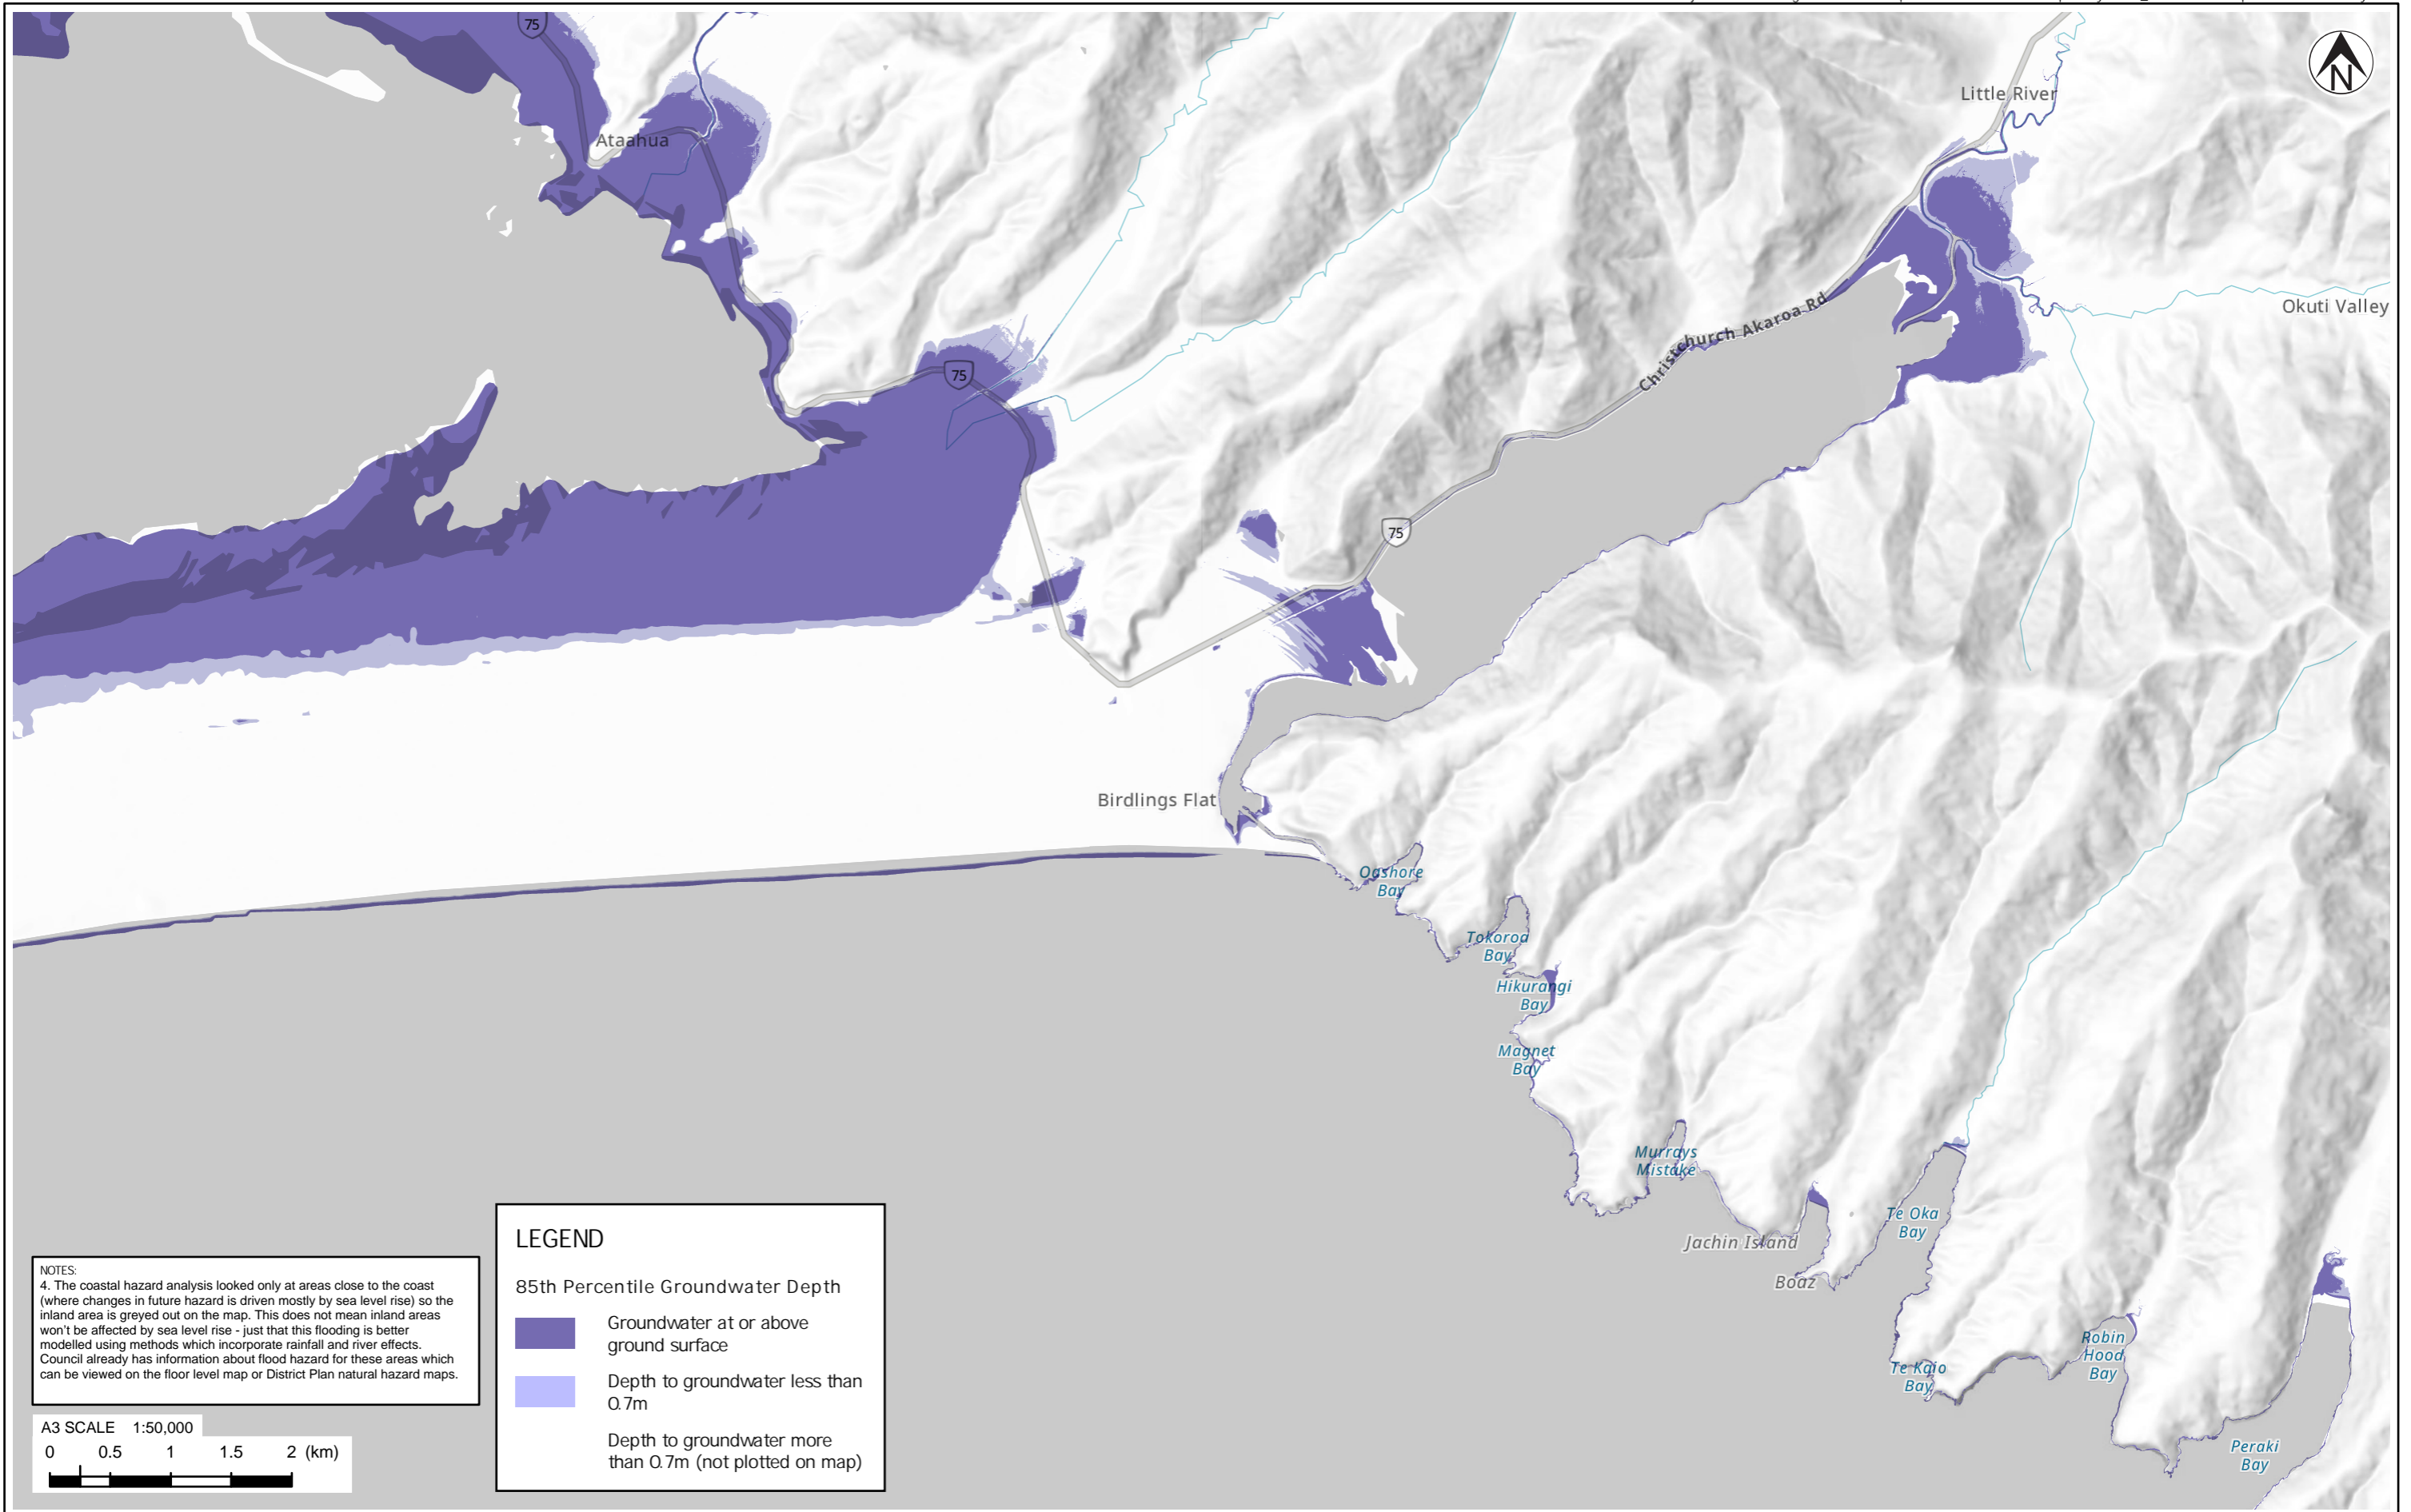 75
N
Little River
Ataahua
Okuti Valley
Christchurch Akaroa Rd
75
75
Birdlings Flat
Oashore
Bay
Tokoroa
Bay
Hikurangi
Bay
Magnet
Bay
Murrays
Mistake
Te Oka
Bay
Jachin Island
Boaz
Robin
Hood
Bay
Te Kaio
Bay
Peraki
Bay
NOTES:
4. The coastal hazard analysis looked only at areas close to the coast
(where changes in future hazard is driven mostly by sea level rise) so the
inland area is greyed out on the map. This does not mean inland areas
won't be affected by sea level rise - just that this flooding is better
modelled using methods which incorporate rainfall and river effects.
Council already has information about flood hazard for these areas which
can be viewed on the floor level map or District Plan natural hazard maps.
A3 SCALE 1:50,000
0 0.5 1 1.5 2 (km)
LEGEND
85th Percentile Groundwater Depth
Groundwater at or above
ground surface
Depth to groundwater less than
0.7m
Depth to groundwater more
than 0.7m (not plotted on map)